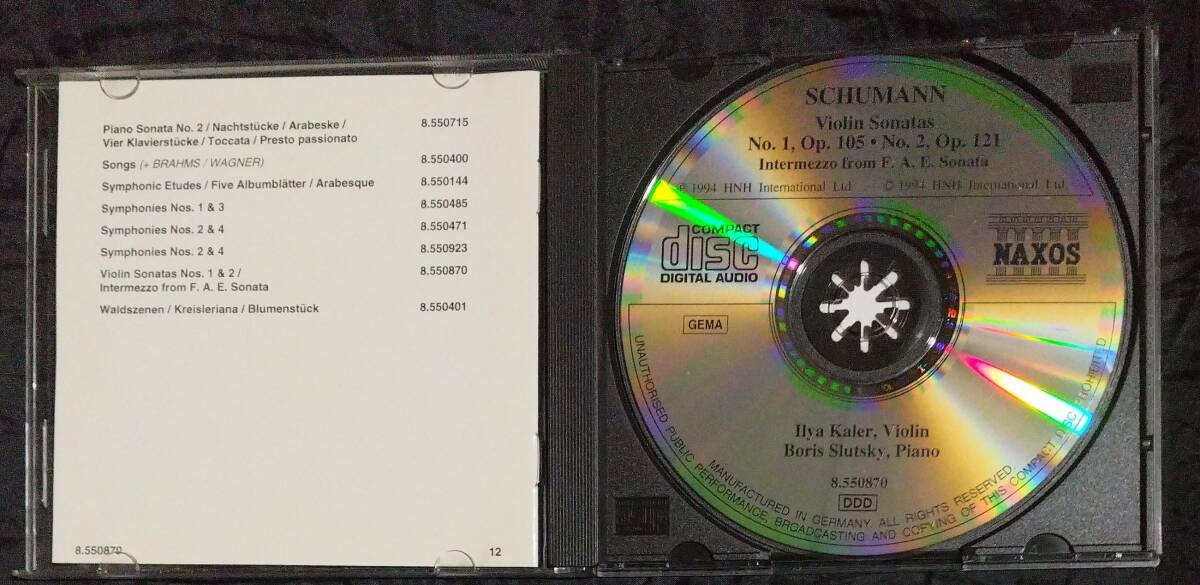 Piano Sonata No. 2 / Nachtstücke / Arabeske / 8.550715
Vier Klavierstücke / Toccata / Presto passionato
Songs (+ BRAHMS / WAGNER) 8.550400
Symphonic Etudes / Five Albumblätter / Arabesque 8.550144
Symphonies Nos. 1 & 3 8.550485
Symphonies Nos. 2 & 4 8.550471
Symphonies Nos. 2 & 4 8.550923
Violin Sonatas Nos. 1 & 2 / 8.550870
Intermezzo from F. A. E. Sonata
Waldszenen / Kreisleriana / Blumenstück 8.550401
8.550870 12
SCHUMANN
Violin Sonatas
No. 1, Op. 105 • No. 2, Op. 121
Intermezzo from F. A. E. Sonata
℗ 1994 HNH International Ltd. © 1994 HNH International Ltd.
COMPACT
disc
DIGITAL AUDIO
NAXOS
GEMA
Ilya Kaler, Violin
Boris Slutsky, Piano
8.550870
DDD
MANUFACTURED IN GERMANY. ALL RIGHTS RESERVED
UNAUTHORISED PUBLIC PERFORMANCE, BROADCASTING AND COPYING OF THIS COMPACT DISC PROHIBITED